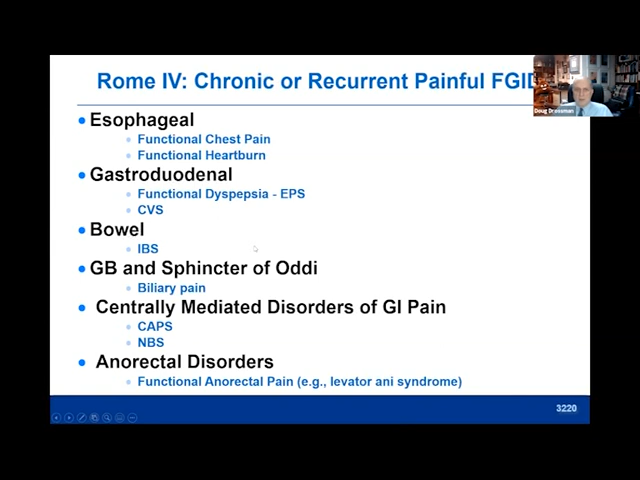 Rome IV: Chronic or Recurrent Painful FGID
Doug Drossman
Esophageal
Functional Chest Pain
Functional Heartburn
Gastroduodenal
Functional Dyspepsia - EPS
CVS
Bowel
IBS
GB and Sphincter of Oddi
Biliary pain
Centrally Mediated Disorders of GI Pain
CAPS
NBS
Anorectal Disorders
Functional Anorectal Pain (e.g., levator ani syndrome)
3220